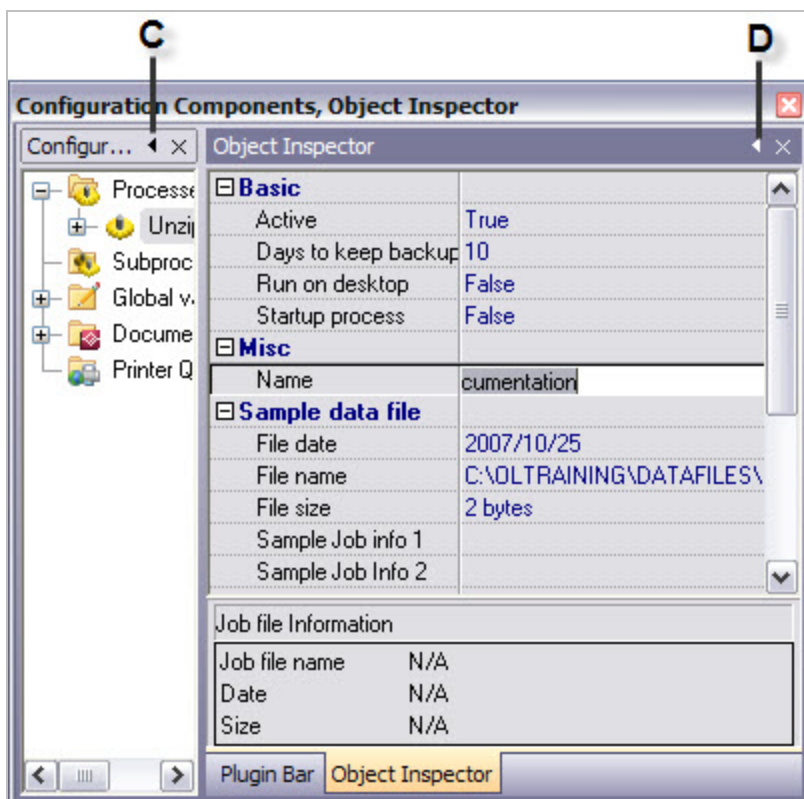 C
D
Configuration Components, Object Inspector
Configur...
Object Inspector
Processe
Unzip
Subproc
Global v
Docume
Printer Q
Basic
Active True
Days to keep backup 10
Run on desktop False
Startup process False
Misc
Name cumentation
Sample data file
File date 2007/10/25
File name C:\OLTRAINING\DATAFILES\
File size 2 bytes
Sample Job info 1
Sample Job Info 2
Job file Information
Job file name N/A
Date N/A
Size N/A
Plugin Bar Object Inspector